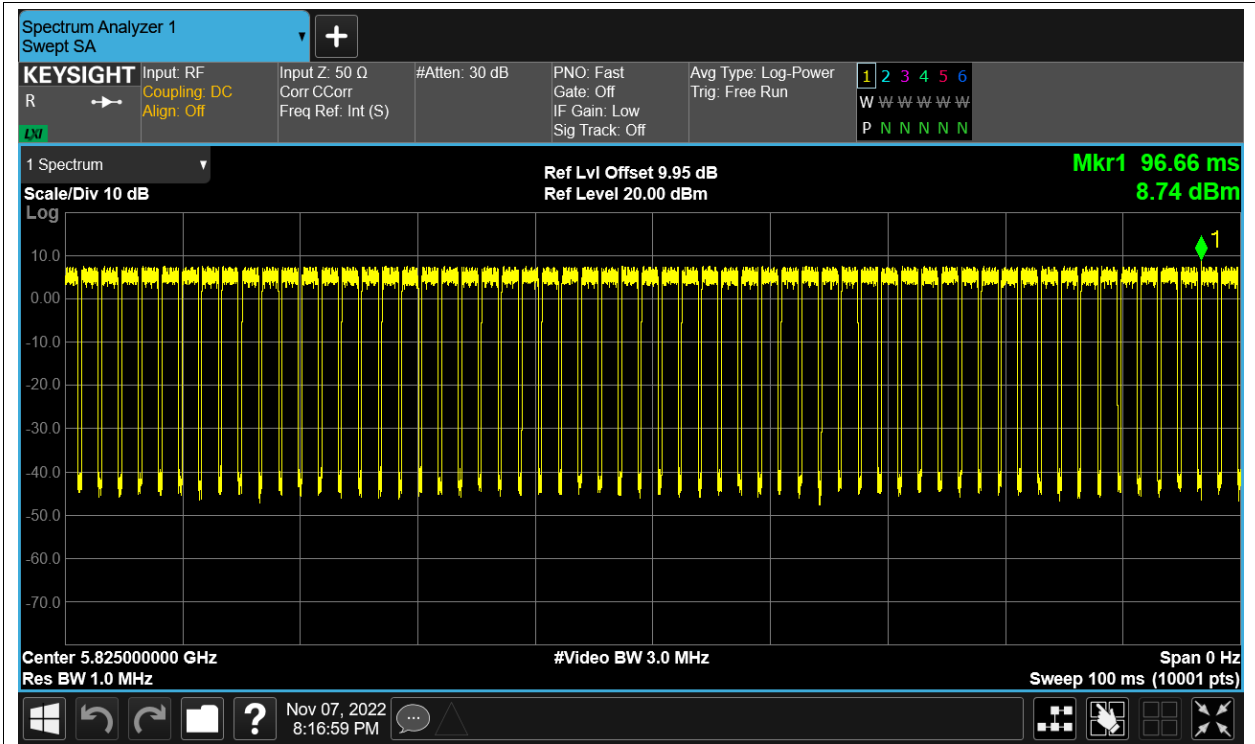 Spectrum Analyzer 1
Swept SA
+
KEYSIGHT
R
LXI
Input: RF
Coupling: DC
Align: Off
Input Z: 50 Ω
Corr CCorr
Freq Ref: Int (S)
#Atten: 30 dB
PNO: Fast
Gate: Off
IF Gain: Low
Sig Track: Off
Avg Type: Log-Power
Trig: Free Run
1 2 3 4 5 6
W W W W W W
P N N N N N
1 Spectrum
Scale/Div 10 dB
Log
Ref Lvl Offset 9.95 dB
Ref Level 20.00 dBm
Mkr1 96.66 ms
8.74 dBm
1
10.0
0.00
-10.0
-20.0
-30.0
-40.0
-50.0
-60.0
-70.0
Center 5.825000000 GHz
Res BW 1.0 MHz
#Video BW 3.0 MHz
Span 0 Hz
Sweep 100 ms (10001 pts)
?
Nov 07, 2022
8:16:59 PM